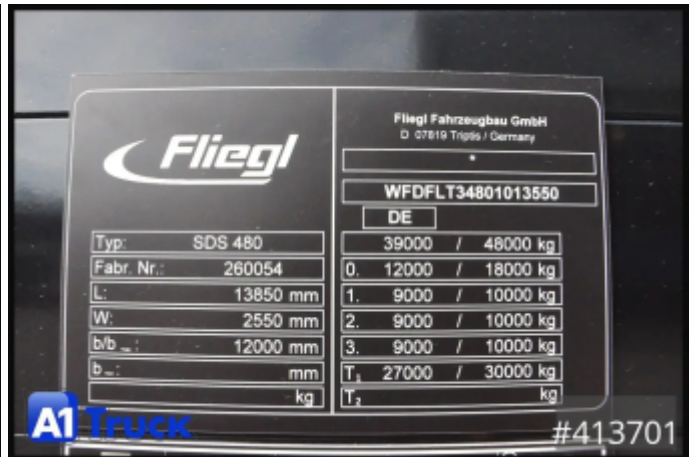 Fliegl
Fliegl Fahrzeugbau GmbH
D 07819 Triptis / Germany
*
WFDFLT34801013550
DE
Typ: SDS 480
Fabr. Nr.: 260054
L: 13850 mm
W: 2550 mm
b/b : 12000 mm
b : mm
kg
39000 / 48000 kg
0. 12000 / 18000 kg
1. 9000 / 10000 kg
2. 9000 / 10000 kg
3. 9000 / 10000 kg
T₁ 27000 / 30000 kg
T₂ kg
A1 Truck
#413701